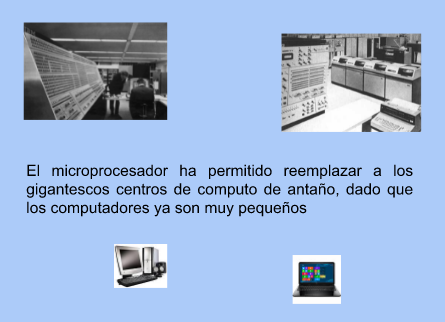 El microprocesador ha permitido reemplazar a los
gigantescos centros de computo de antaño, dado que
los computadores ya son muy pequeños